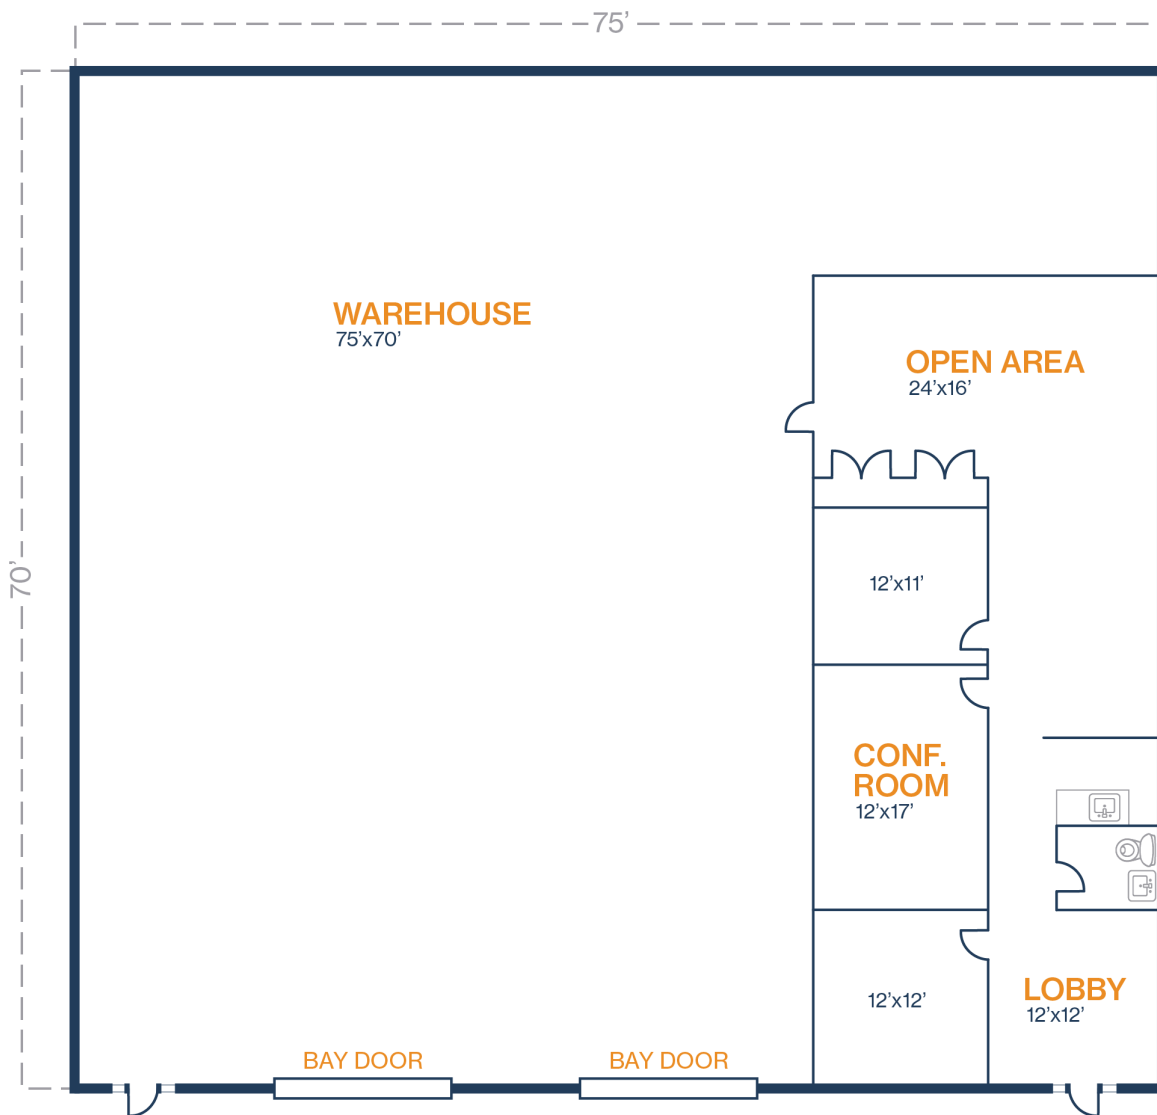 75’
70’
WAREHOUSE
75’x70’
OPEN AREA
24’x16’
12’x11’
CONF.
ROOM
12’x17’
12’x12’
LOBBY
12’x12’
BAY DOOR
BAY DOOR